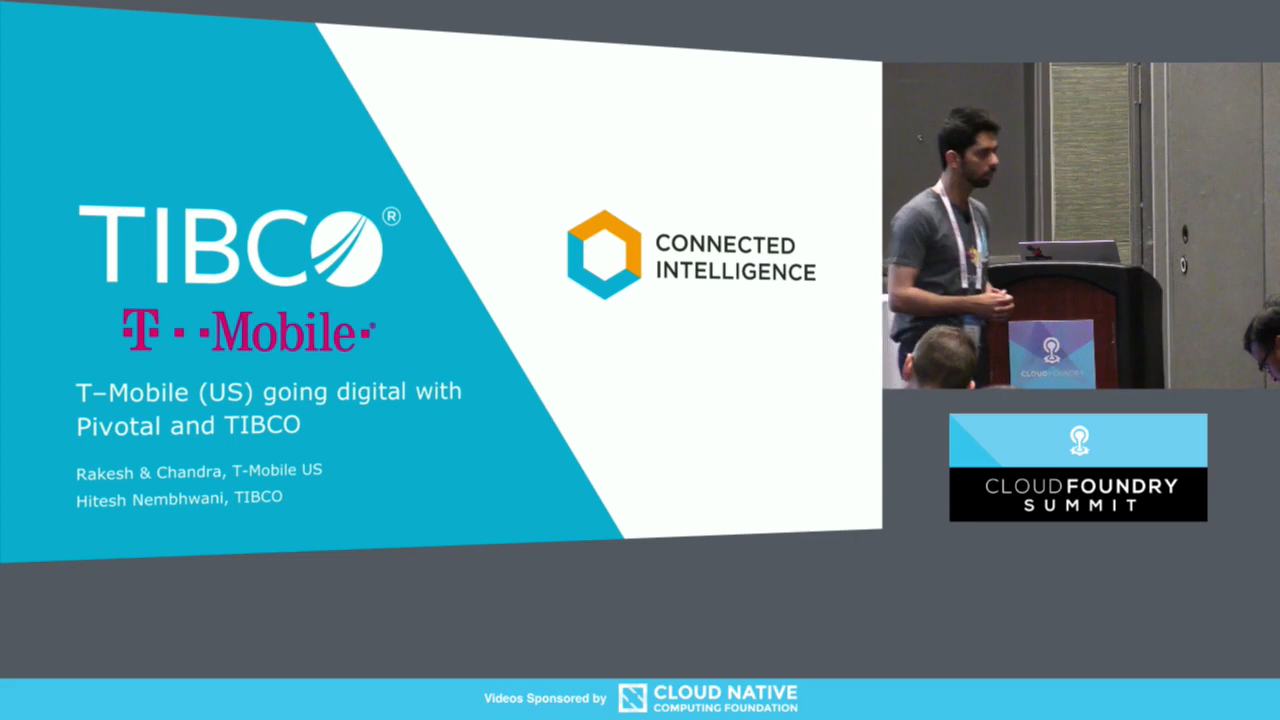 TIBCO®
T··Mobile·®
T–Mobile (US) going digital with
Pivotal and TIBCO
Rakesh & Chandra, T-Mobile US
Hitesh Nembhwani, TIBCO
CONNECTED
INTELLIGENCE
CLOUDFOUNDRY
CLOUDFOUNDRY
SUMMIT
Videos Sponsored by
CLOUD NATIVE
COMPUTING FOUNDATION